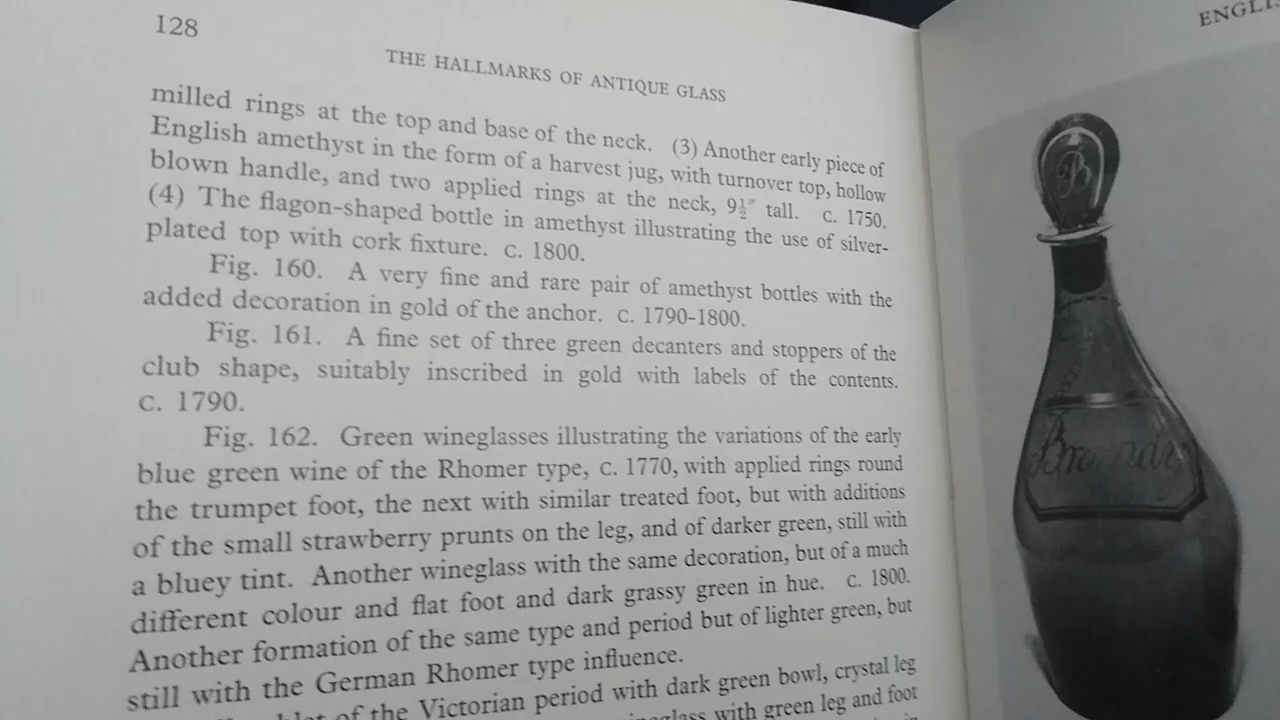 128
THE HALLMARKS OF ANTIQUE GLASS
milled rings at the top and base of the neck. (3) Another early piece of
English amethyst in the form of a harvest jug, with turnover top, hollow
blown handle, and two applied rings at the neck, 9½″ tall. C. 1750.
(4) The flagon-shaped bottle in amethyst illustrating the use of silver-
plated top with cork fixture. C. 1800.
Fig. 160. A very fine and rare pair of amethyst bottles with the
added decoration in gold of the anchor. C. 1790-1800.
Fig. 161. A fine set of three green decanters and stoppers of the
club shape, suitably inscribed in gold with labels of the contents.
C. 1790.
Fig. 162. Green wineglasses illustrating the variations of the early
blue green wine of the Rhomer type, C. 1770, with applied rings round
the trumpet foot, the next with similar treated foot, but with additions
of the small strawberry prunts on the leg, and of darker green, still with
a bluey tint. Another wineglass with the same decoration, but of a much
different colour and flat foot and dark grassy green in hue. C. 1800.
Another formation of the same type and period but of lighter green, but
still with the German Rhomer type influence.
of the Victorian period with dark green bowl, crystal leg
with green leg and foot
B
Brandy